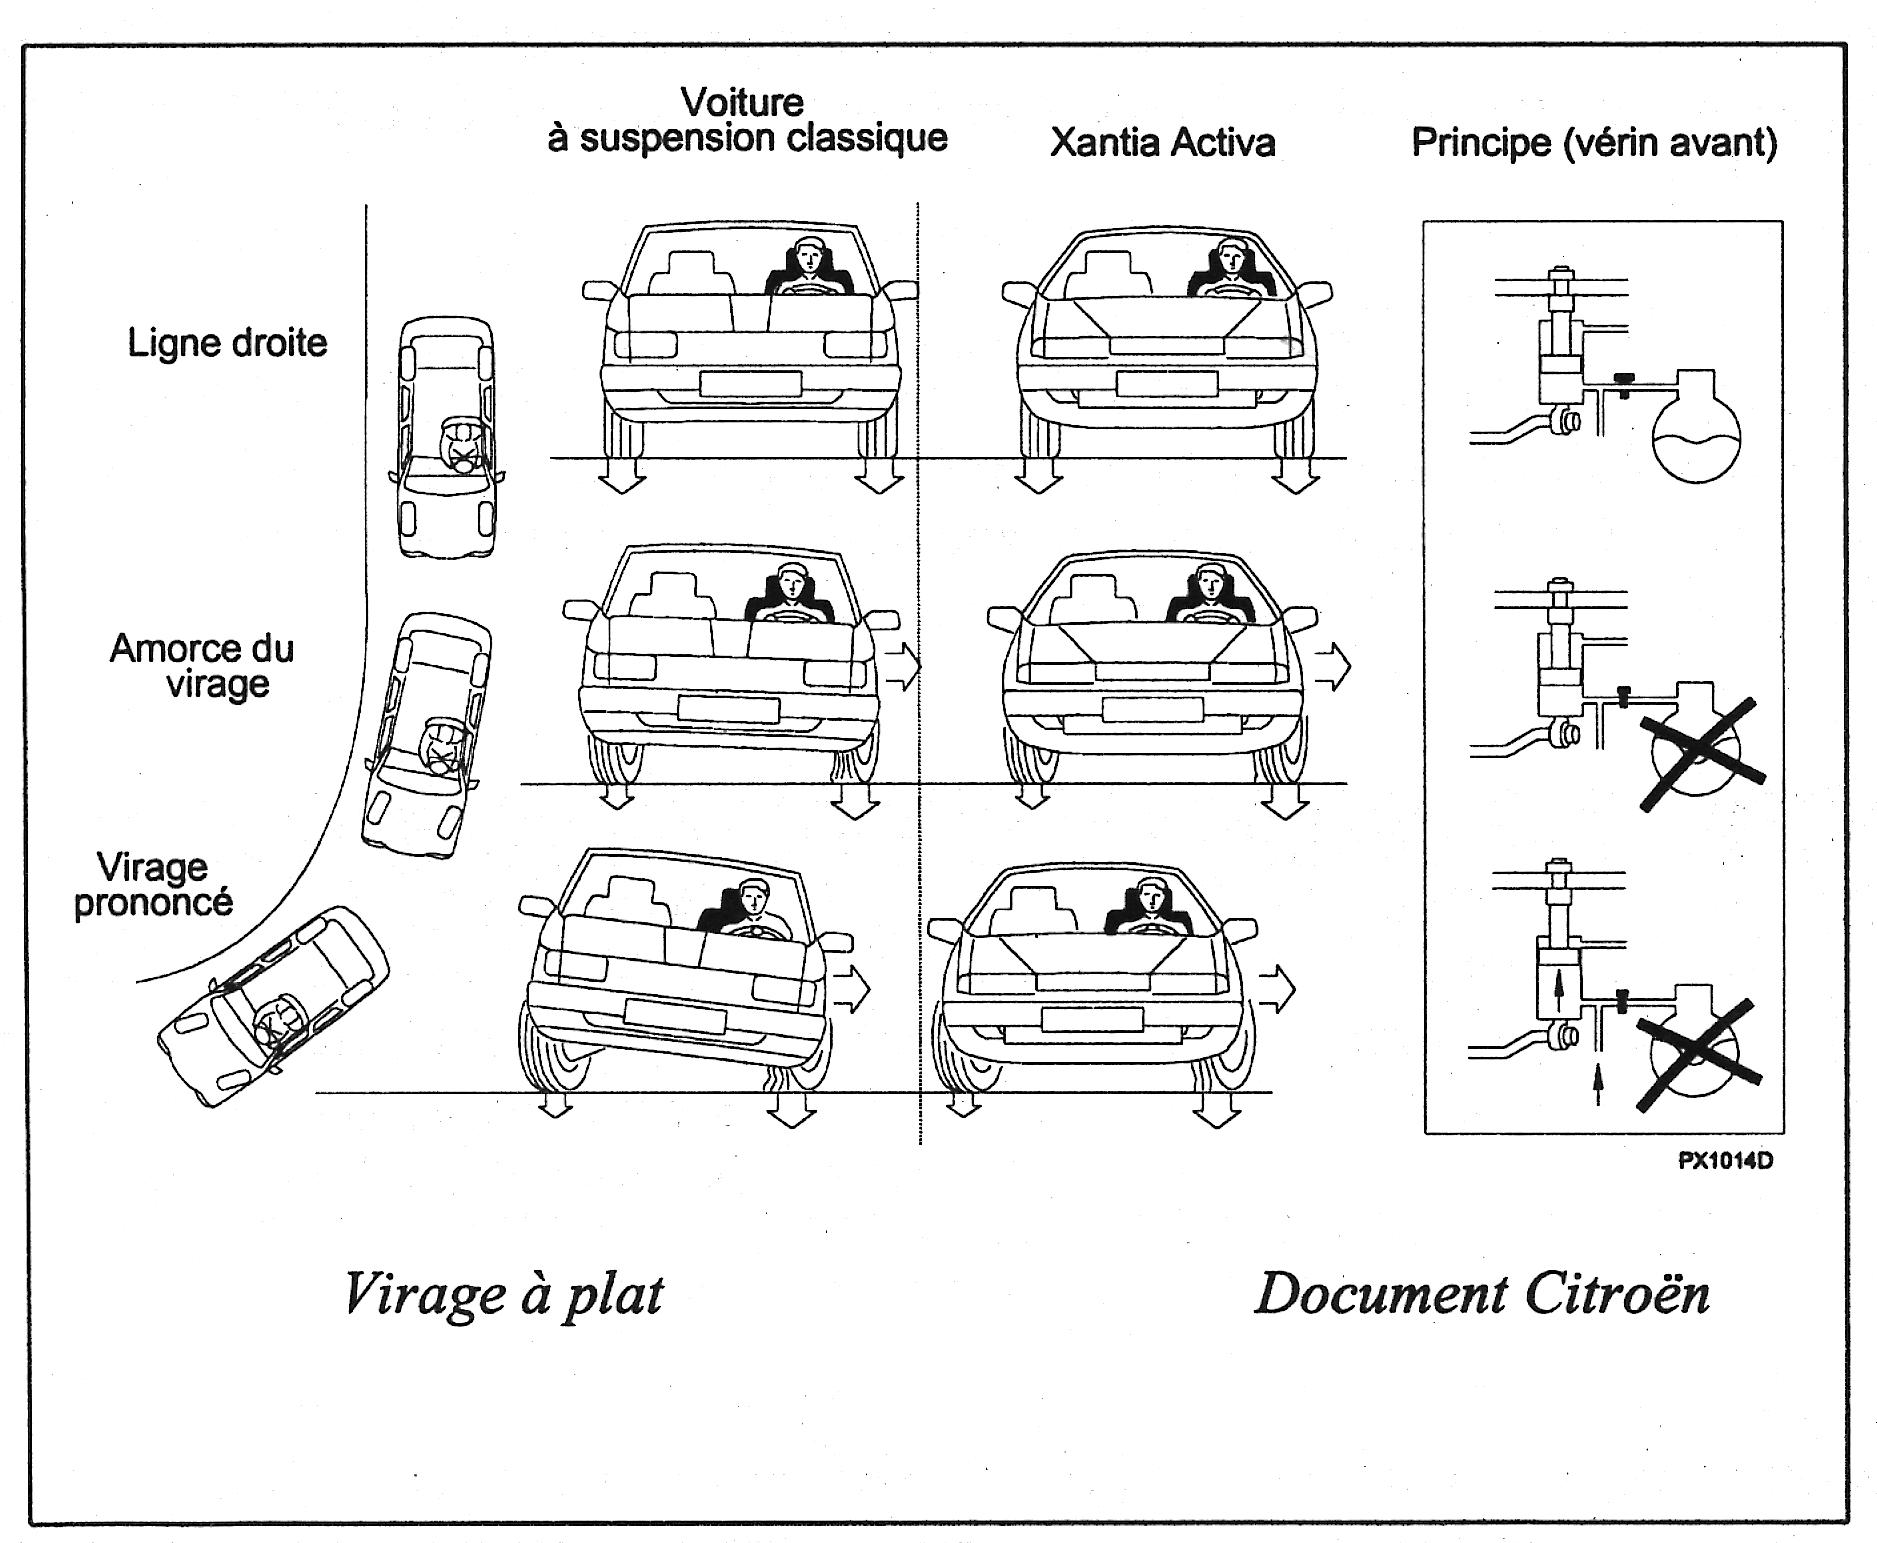 Voiture
à suspension classique
Xantia Activa
Principe (vérin avant)
Ligne droite
Amorce du
virage
Virage
prononcé
PX1014D
Virage à plat
Document Citroën